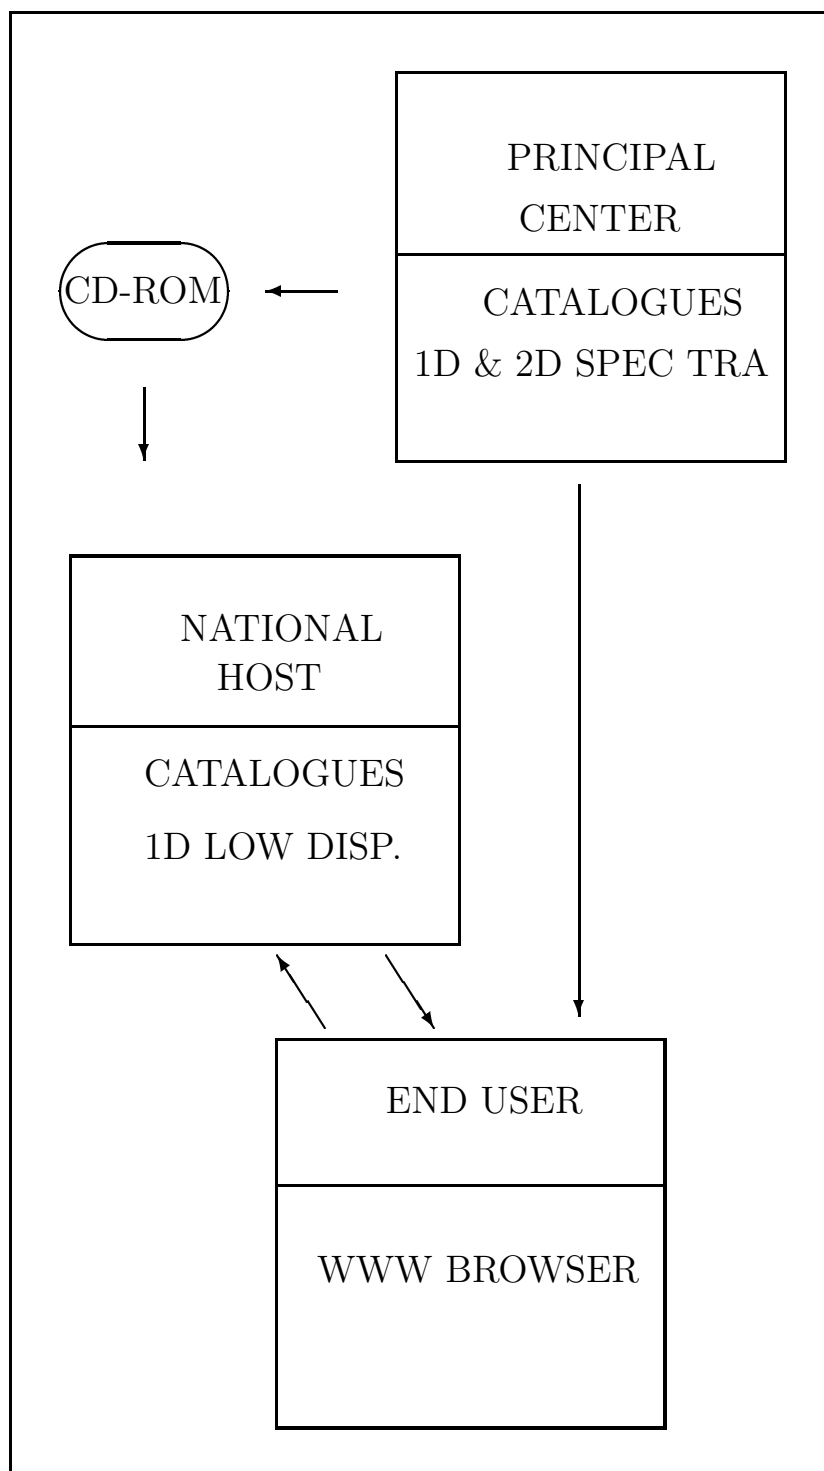 PRINCIPAL
CENTER
CD-ROM
CATALOGUES
1D & 2D SPEC TRA
NATIONAL
HOST
CATALOGUES
1D LOW DISP.
END USER
WWW BROWSER